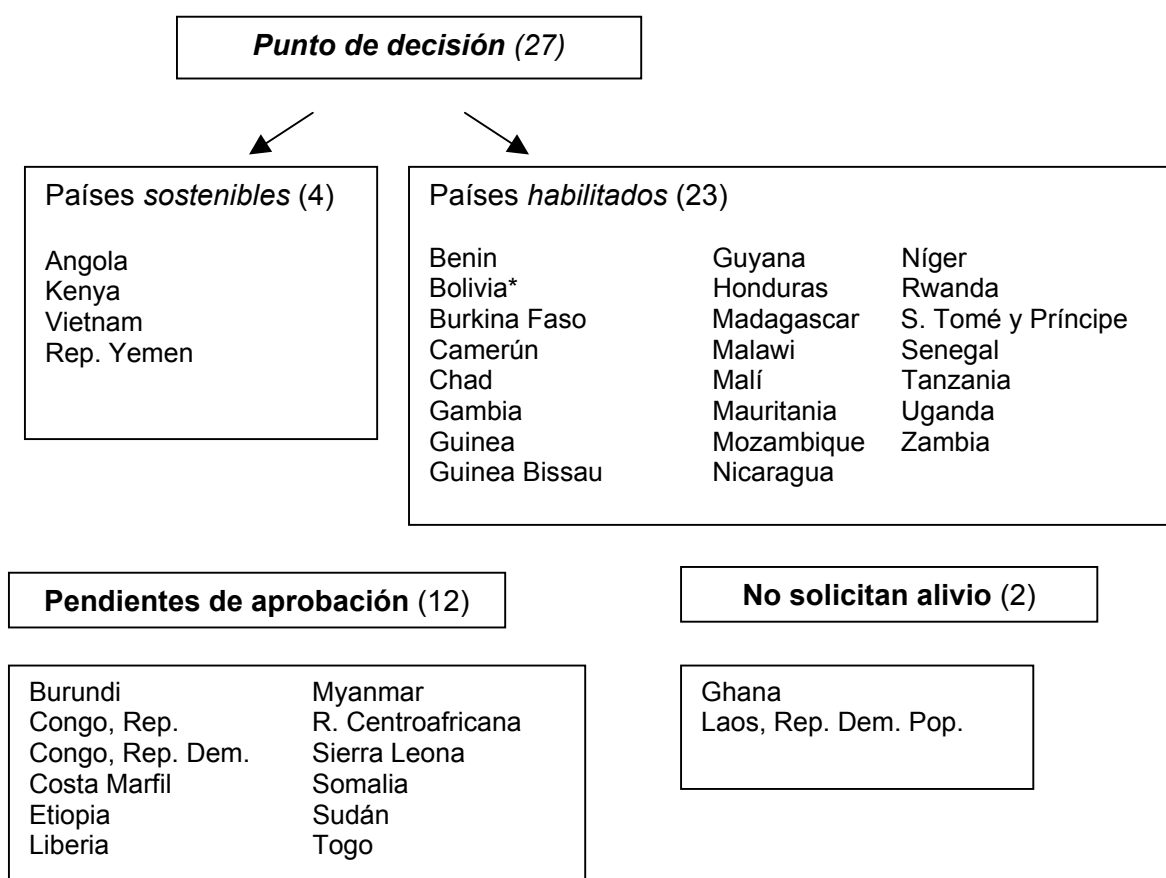 Punto de decisión (27)
Países sostenibles (4)
Angola
Kenya
Vietnam
Rep. Yemen
Países habilitados (23)
Benin
Bolivia*
Burkina Faso
Camerún
Chad
Gambia
Guinea
Guinea Bissau
Guyana
Honduras
Madagascar
Malawi
Malí
Mauritania
Mozambique
Nicaragua
Níger
Rwanda
S. Tomé y Príncipe
Senegal
Tanzania
Uganda
Zambia
Pendientes de aprobación (12)
Burundi
Congo, Rep.
Congo, Rep. Dem.
Costa Marfil
Etiopia
Liberia
Myanmar
R. Centroafricana
Sierra Leona
Somalia
Sudán
Togo
No solicitan alivio (2)
Ghana
Laos, Rep. Dem. Pop.